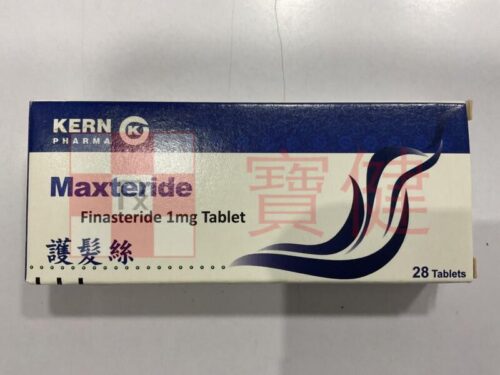 KERN
PHARMA
Maxteride
Finasteride 1mg Tablet
護髮絲
28 Tablets
寶健